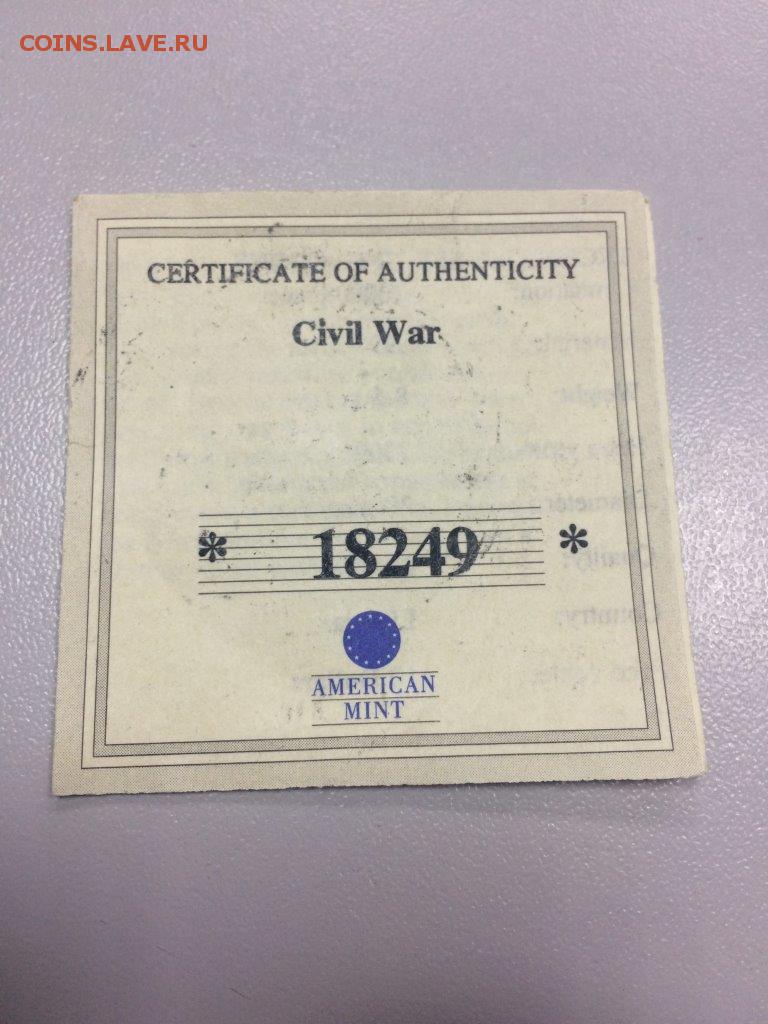 COINS.LAVE.RU
CERTIFICATE OF AUTHENTICITY
Civil War
* 18249 *
AMERICAN
MINT